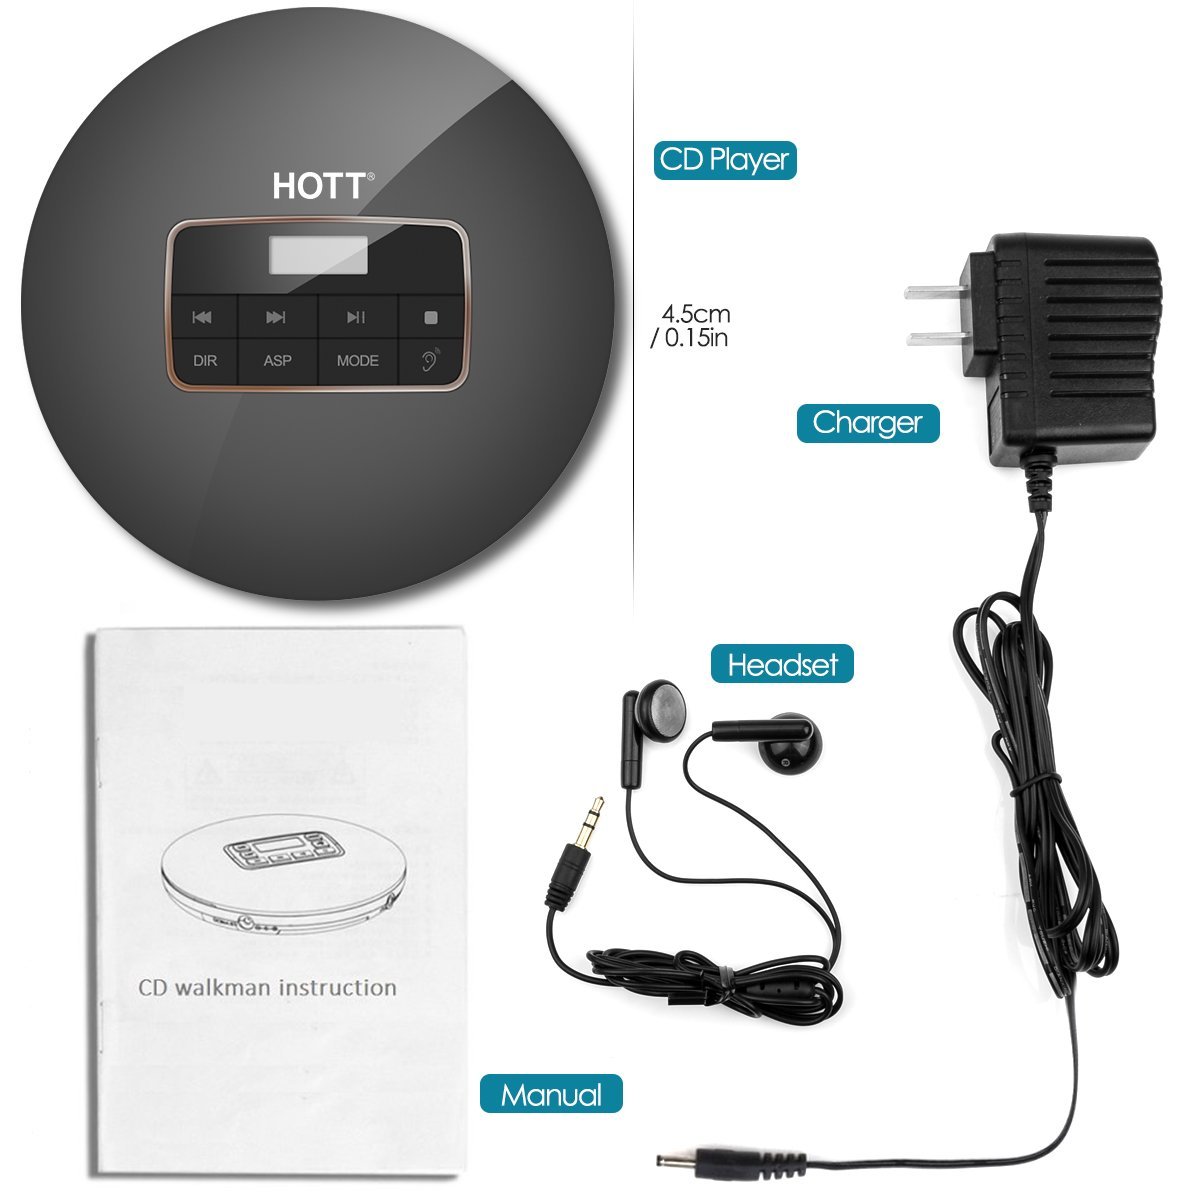 HOTT®
DIR ASP MODE
CD Player
4.5cm
/ 0.15in
Charger
Headset
CD walkman instruction
Manual